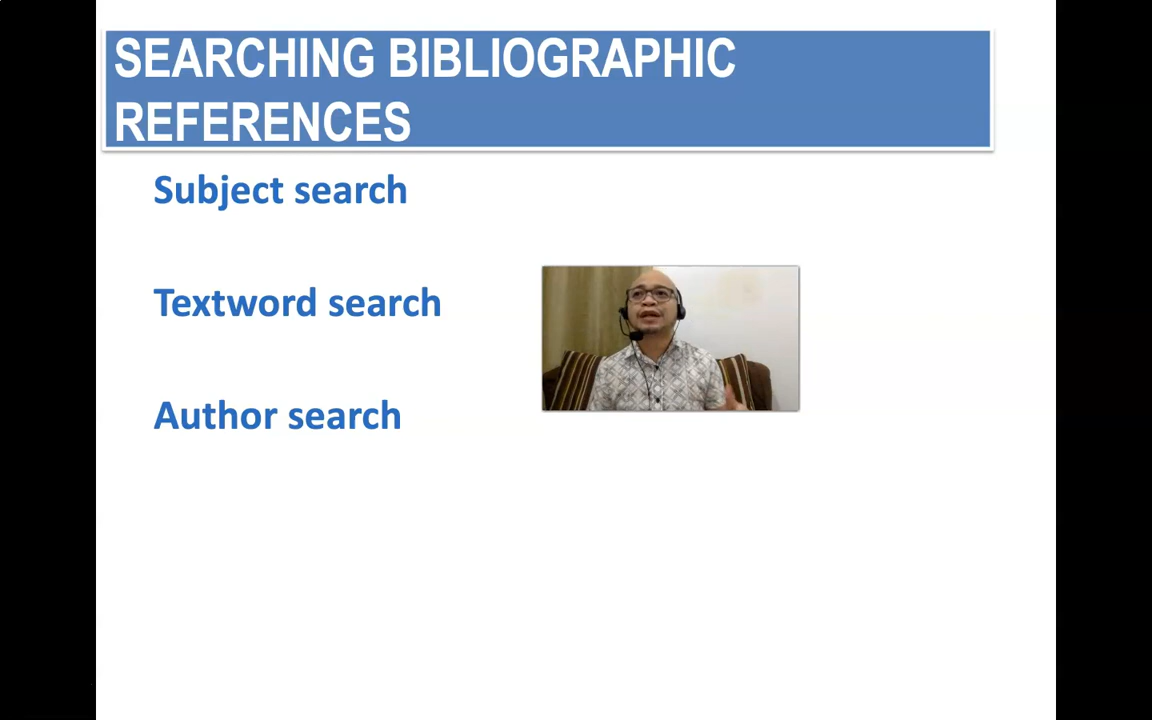 SEARCHING BIBLIOGRAPHIC
REFERENCES
Subject search
Textword search
Author search